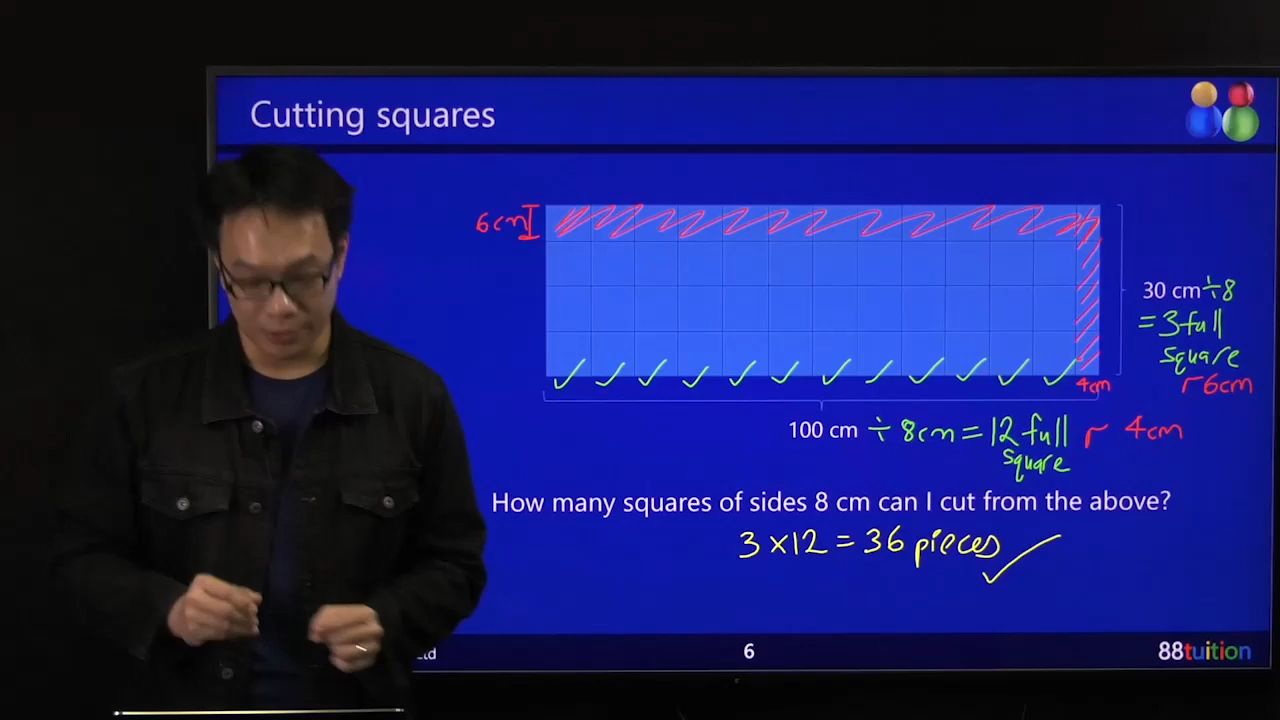 Cutting squares
6cm
30 cm ÷8
= 3 full
square
r 6cm
4cm
100 cm ÷ 8cm = 12 full r 4cm
square
How many squares of sides 8 cm can I cut from the above?
3 × 12 = 36 pieces
Ltd
6
88tuition